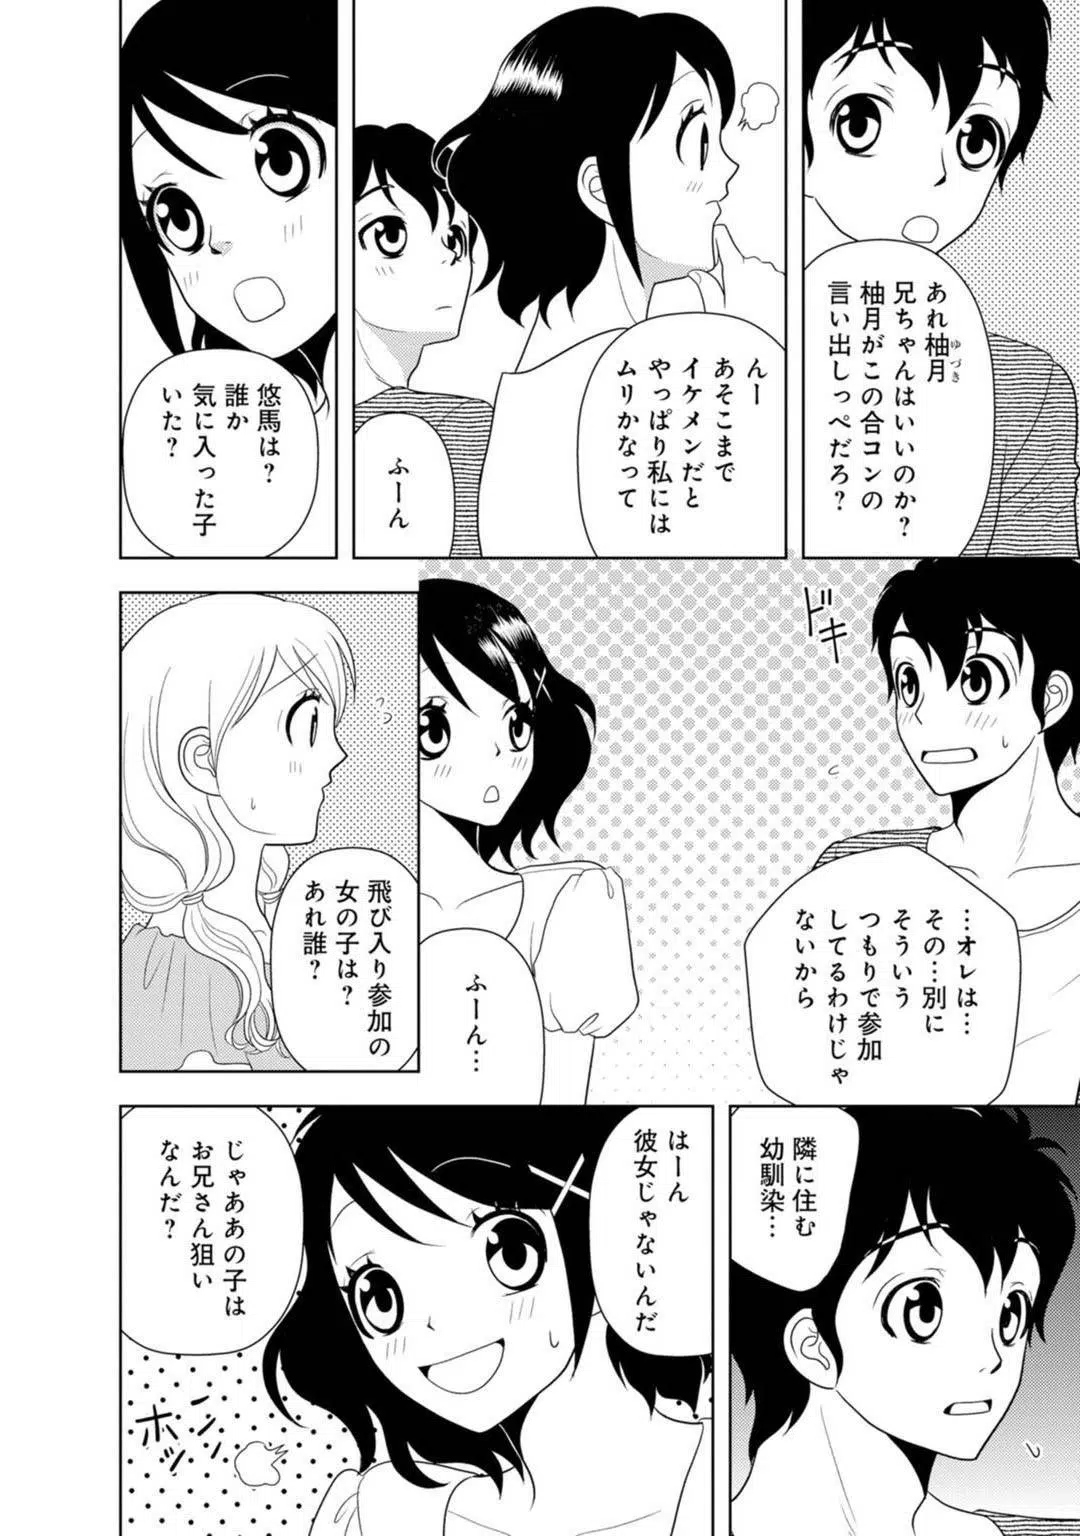 あれ柚月
ゆづき
兄ちゃんはいいのか?
柚月がこの合コンの
言い出しっぺだろ?
んー
あそこまで
イケメンだと
やっぱり私には
ムリかなって
ふーん
悠馬は?
誰か
気に入った子
いた?
ドキ
…オレは…
その…別に
そういう
つもりで参加
してるわけじゃ
ないから
ふーん…
飛び入り参加の
女の子は?
あれ誰?
隣に住む
幼馴染…
はーん
彼女じゃないんだ
じゃああの子は
お兄さん狙い
なんだ?
ホッ